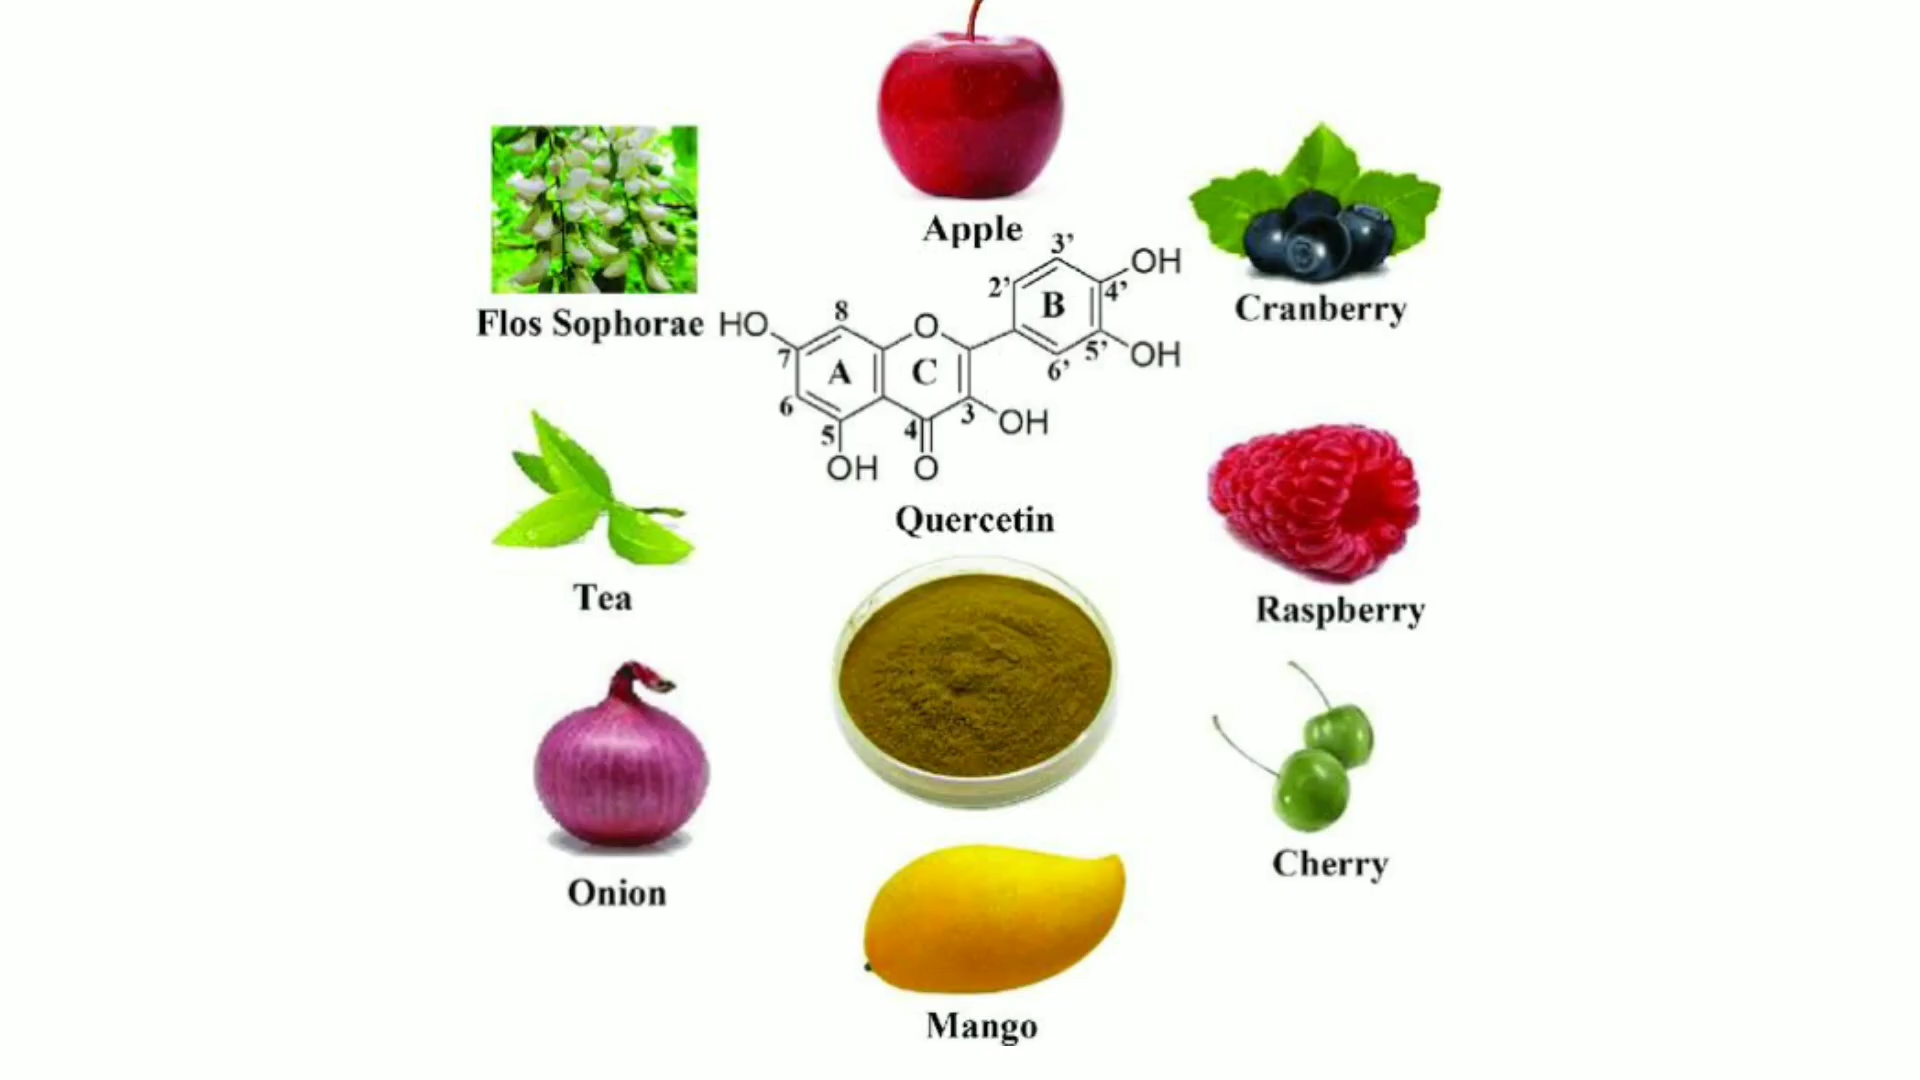 Apple
Flos Sophorae
Cranberry
3’
2’
B
4’
OH
5’
OH
6’
HO
8
O
7
A
C
6
5
4
3
OH
OH
O
Quercetin
Tea
Raspberry
Onion
Cherry
Mango